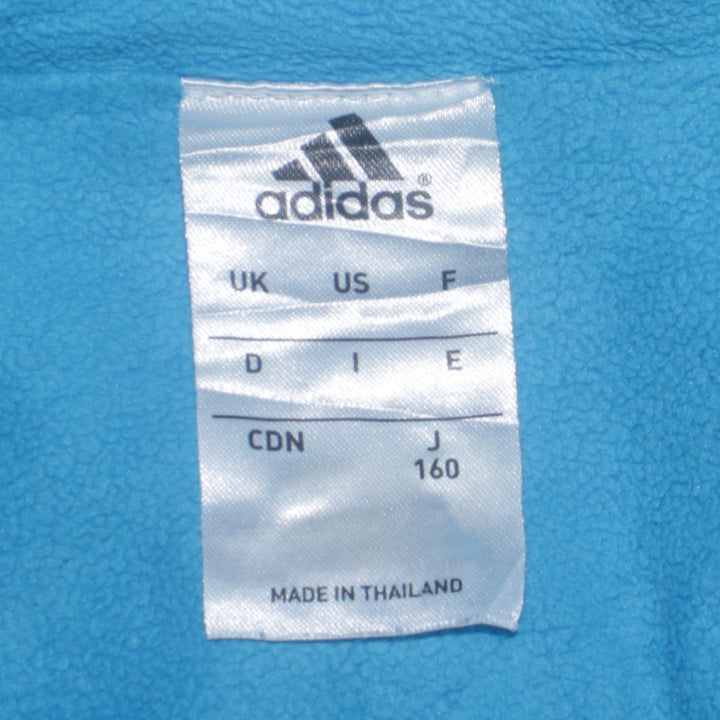 adidas®
UK US F
D I E
CDN J
160
MADE IN THAILAND